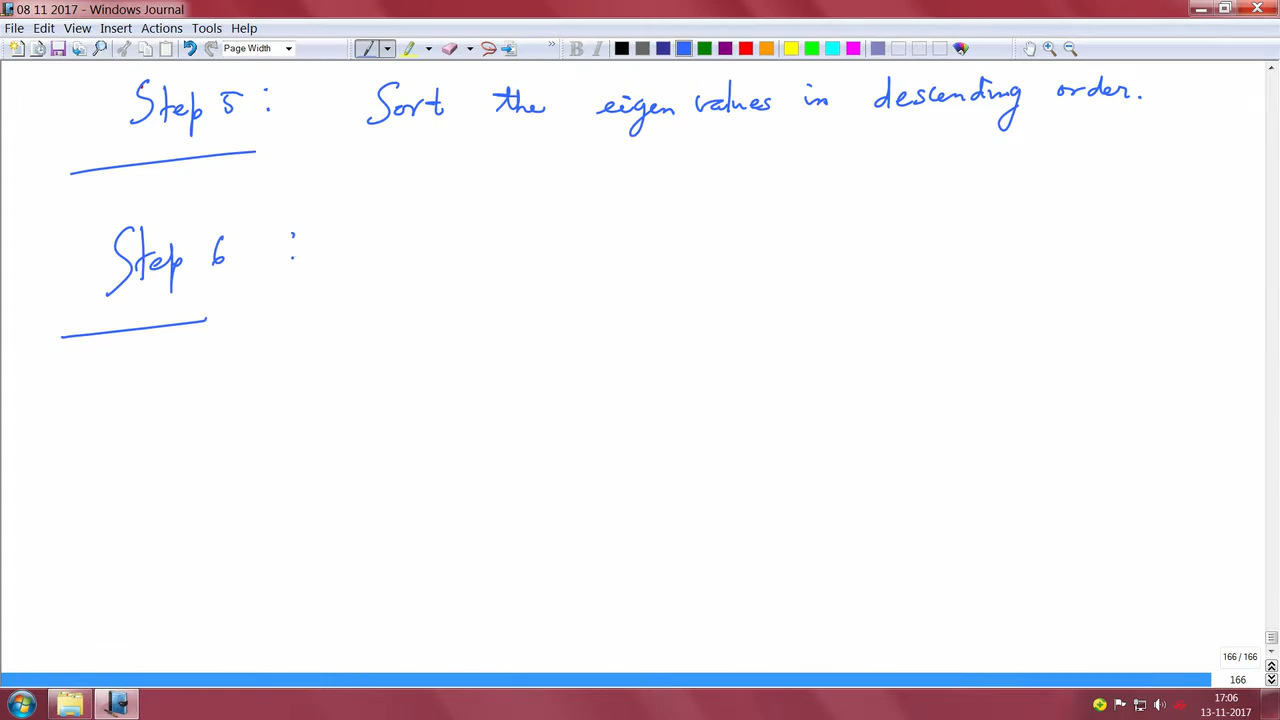 08 11 2017 - Windows Journal
File Edit View Insert Actions Tools Help
Page Width
Step 5 : Sort the eigen values in descending order.
Step 6 :
166 / 166
166
17:06
13-11-2017